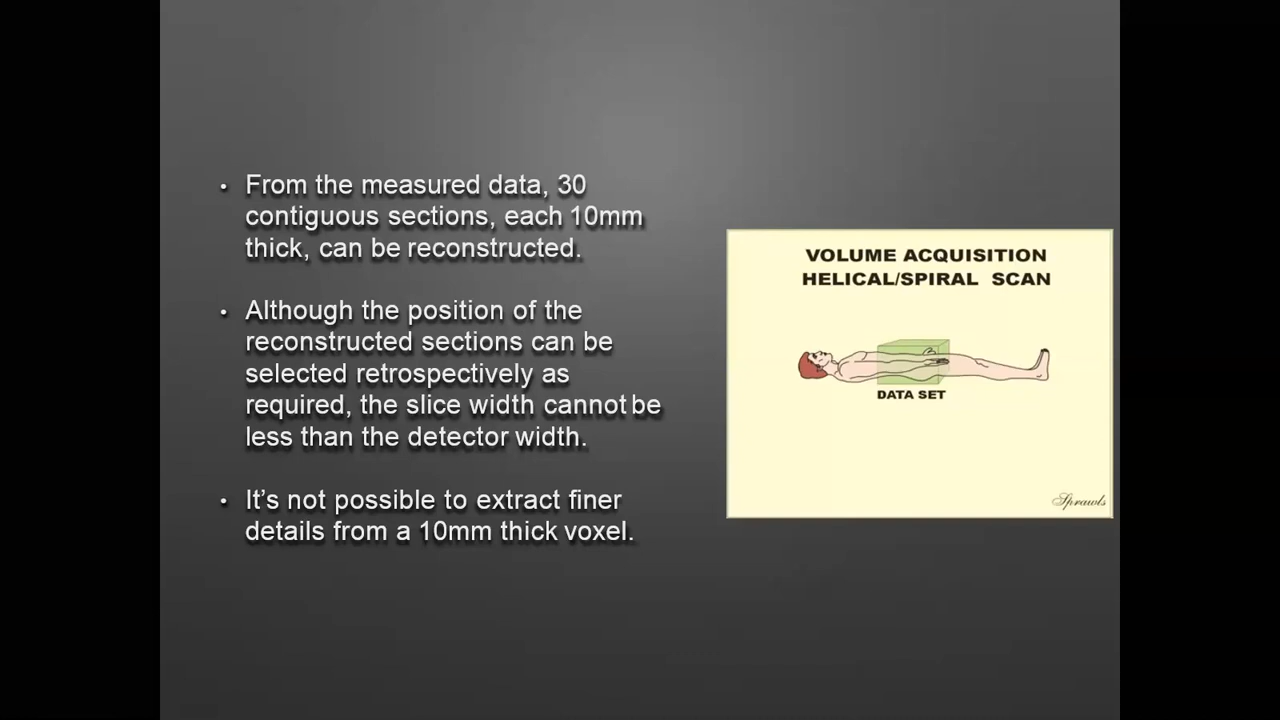 • From the measured data, 30
contiguous sections, each 10mm
thick, can be reconstructed.
• Although the position of the
reconstructed sections can be
selected retrospectively as
required, the slice width cannot be
less than the detector width.
• It's not possible to extract finer
details from a 10mm thick voxel.
VOLUME ACQUISITION
HELICAL/SPIRAL SCAN
DATA SET
Sprawls